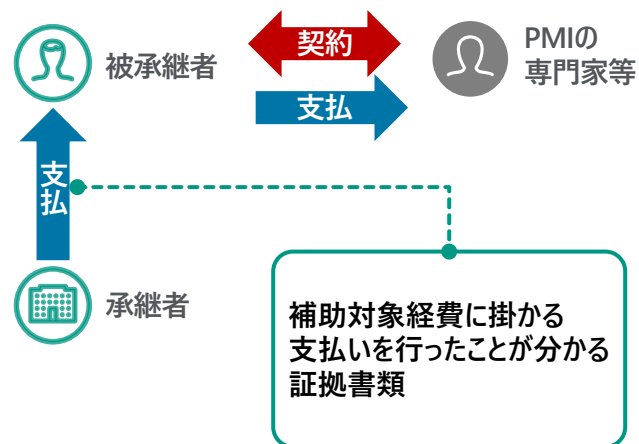 被承継者
契約
支払
PMIの
専門家等
支払
承継者
補助対象経費に掛かる
支払いを行ったことが分かる
証拠書類